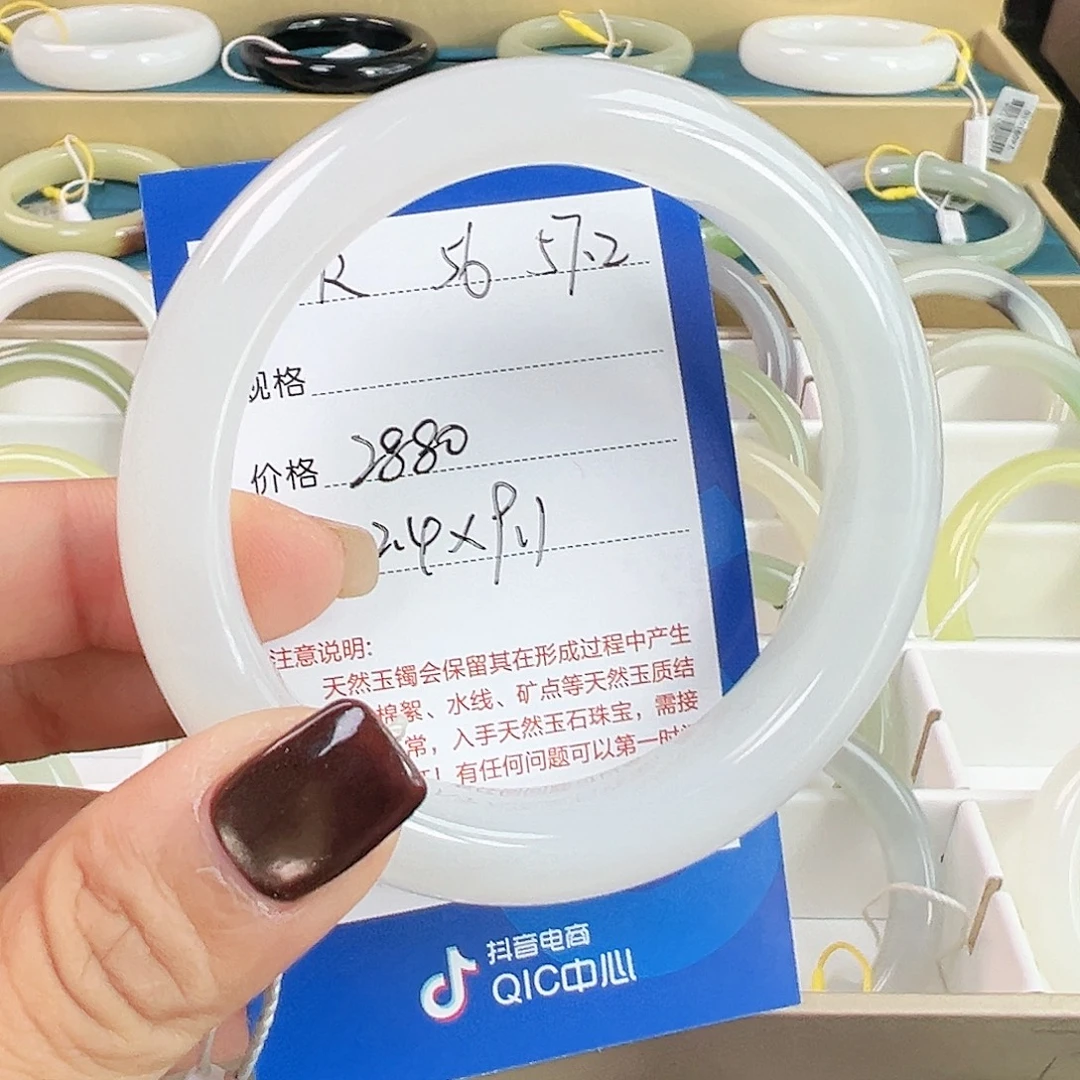 R 56 57.2
规格
价格 2880
2.4×9.1
注意说明:
天然玉镯会保留其在形成过程中产生
棉絮、水线、矿点等天然玉质结
常，入手天然玉石珠宝，需接
！有任何问题可以第一时
抖音电商
QIC中心